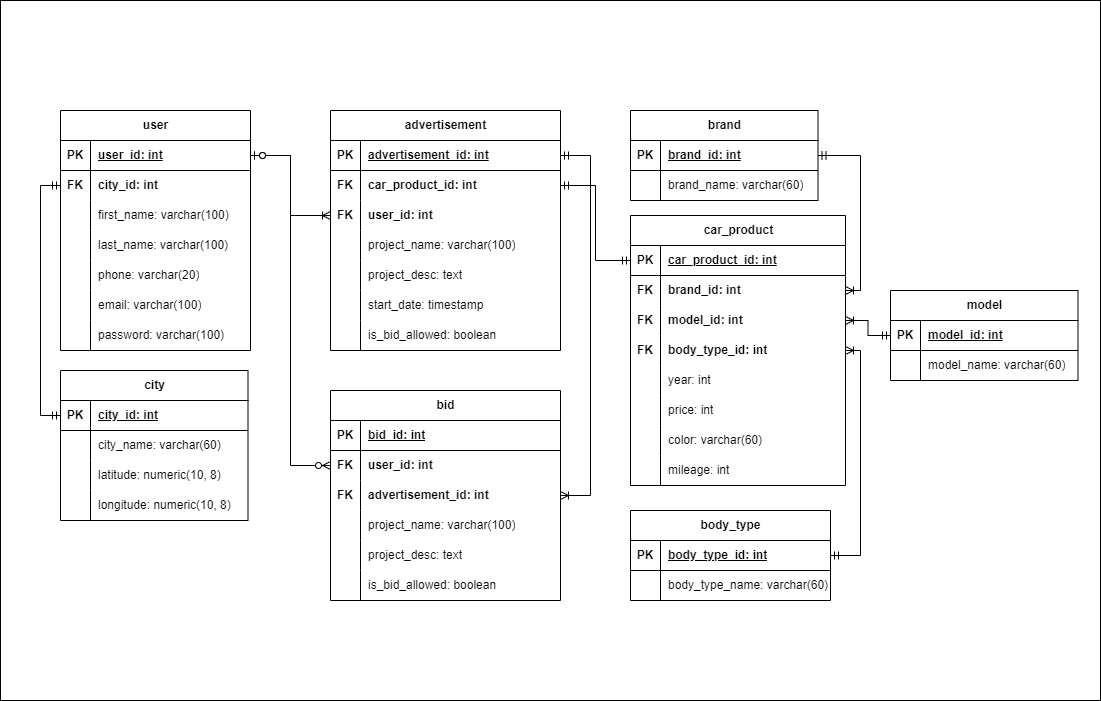 user
PK user_id: int
FK city_id: int
first_name: varchar(100)
last_name: varchar(100)
phone: varchar(20)
email: varchar(100)
password: varchar(100)
city
PK city_id: int
city_name: varchar(60)
latitude: numeric(10, 8)
longitude: numeric(10, 8)
advertisement
PK advertisement_id: int
FK car_product_id: int
FK user_id: int
project_name: varchar(100)
project_desc: text
start_date: timestamp
is_bid_allowed: boolean
bid
PK bid_id: int
FK user_id: int
FK advertisement_id: int
project_name: varchar(100)
project_desc: text
is_bid_allowed: boolean
brand
PK brand_id: int
brand_name: varchar(60)
car_product
PK car_product_id: int
FK brand_id: int
FK model_id: int
FK body_type_id: int
year: int
price: int
color: varchar(60)
mileage: int
body_type
PK body_type_id: int
body_type_name: varchar(60)
model
PK model_id: int
model_name: varchar(60)